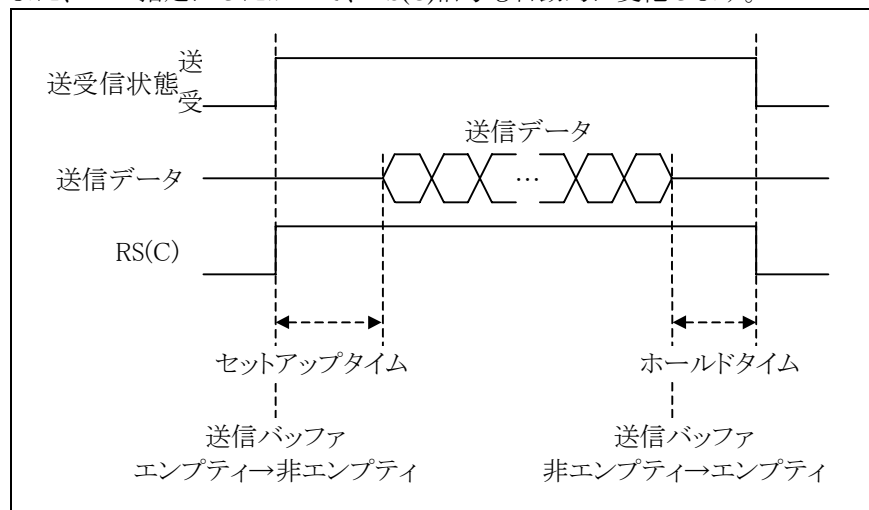 送
送受信状態
受
送信データ
送信データ
…
RS(C)
セットアップタイム
ホールドタイム
送信バッファ
エンプティ→非エンプティ
送信バッファ
非エンプティ→エンプティ